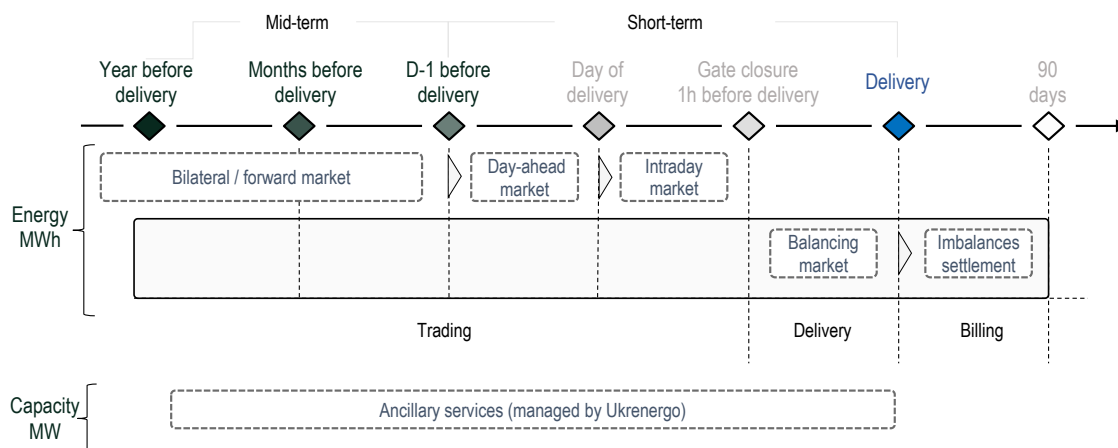 Mid-term
Short-term
Year before
delivery
Months before
delivery
D-1 before
delivery
Day of
delivery
Gate closure
1h before delivery
Delivery
90
days
Energy
MWh
Bilateral / forward market
Day-ahead
market
Intraday
market
Balancing
market
Imbalances
settlement
Trading
Delivery
Billing
Capacity
MW
Ancillary services (managed by Ukrenergo)